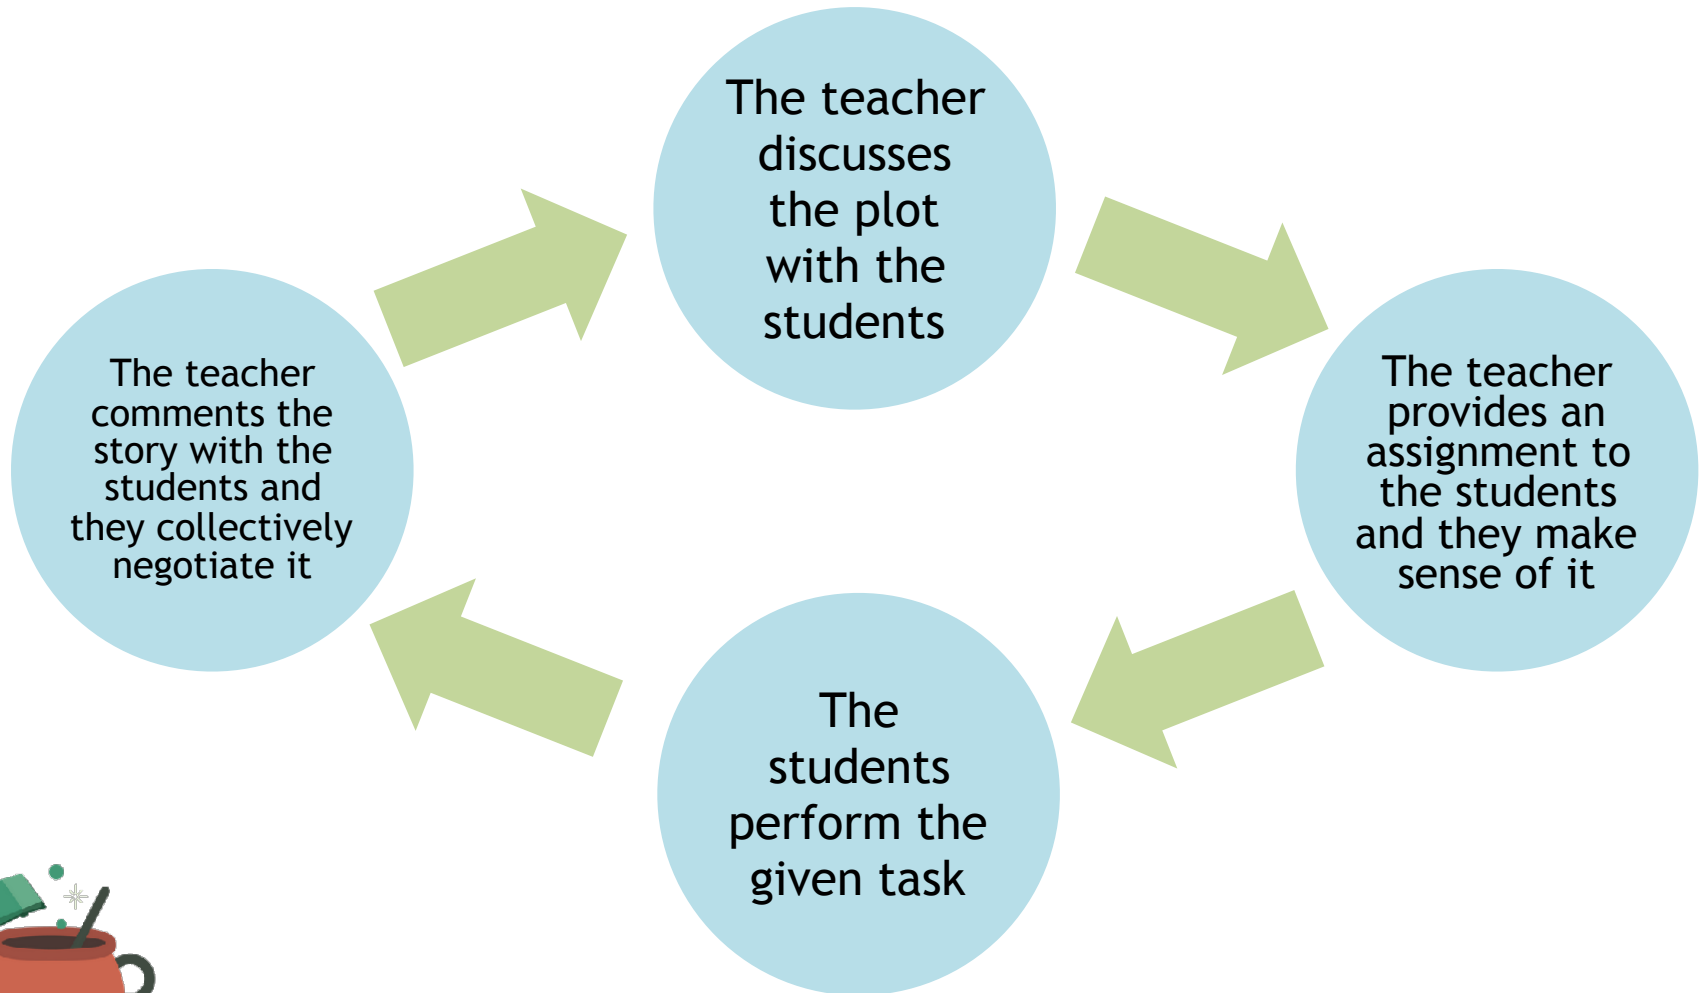 The teacher
discusses
the plot
with the
students
The teacher
provides an
assignment to
the students
and they make
sense of it
The
students
perform the
given task
The teacher
comments the
story with the
students and
they collectively
negotiate it